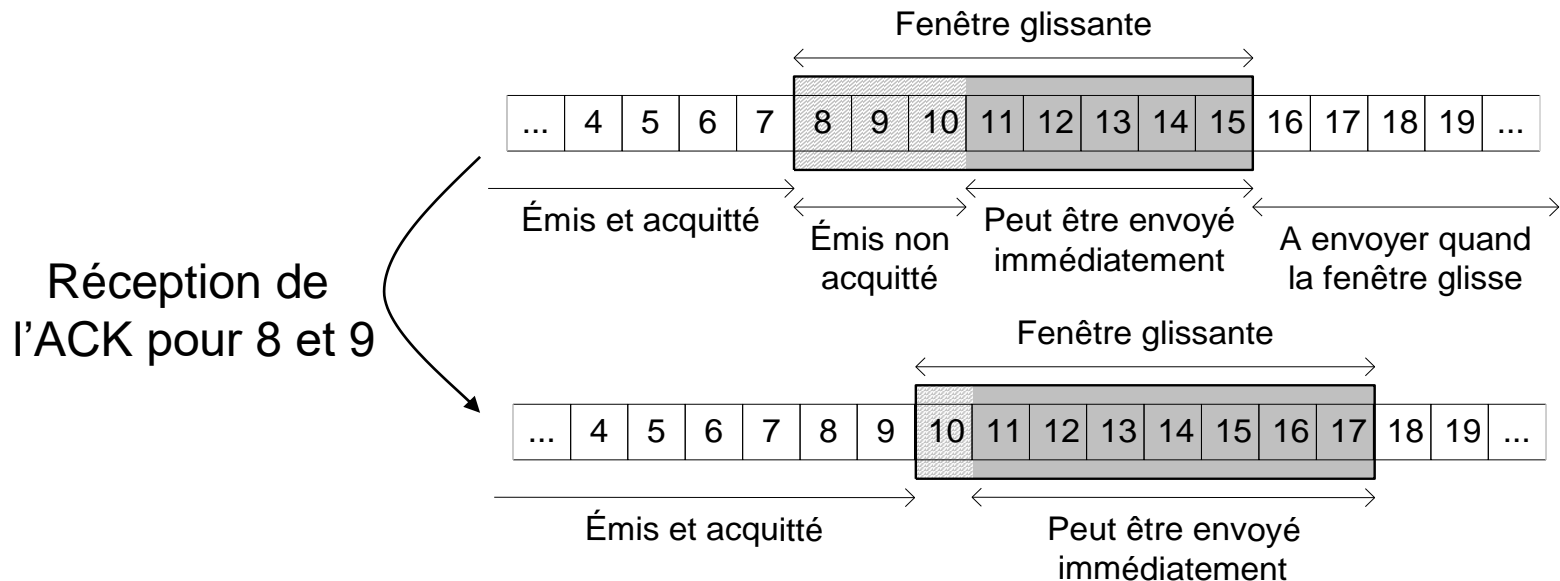 Fenêtre glissante
... 4 5 6 7 8 9 10 11 12 13 14 15 16 17 18 19 ...
Émis et acquitté
Émis non
acquitté
Peut être envoyé
immédiatement
A envoyer quand
la fenêtre glisse
Réception de
l'ACK pour 8 et 9
Fenêtre glissante
... 4 5 6 7 8 9 10 11 12 13 14 15 16 17 18 19 ...
Émis et acquitté
Peut être envoyé
immédiatement